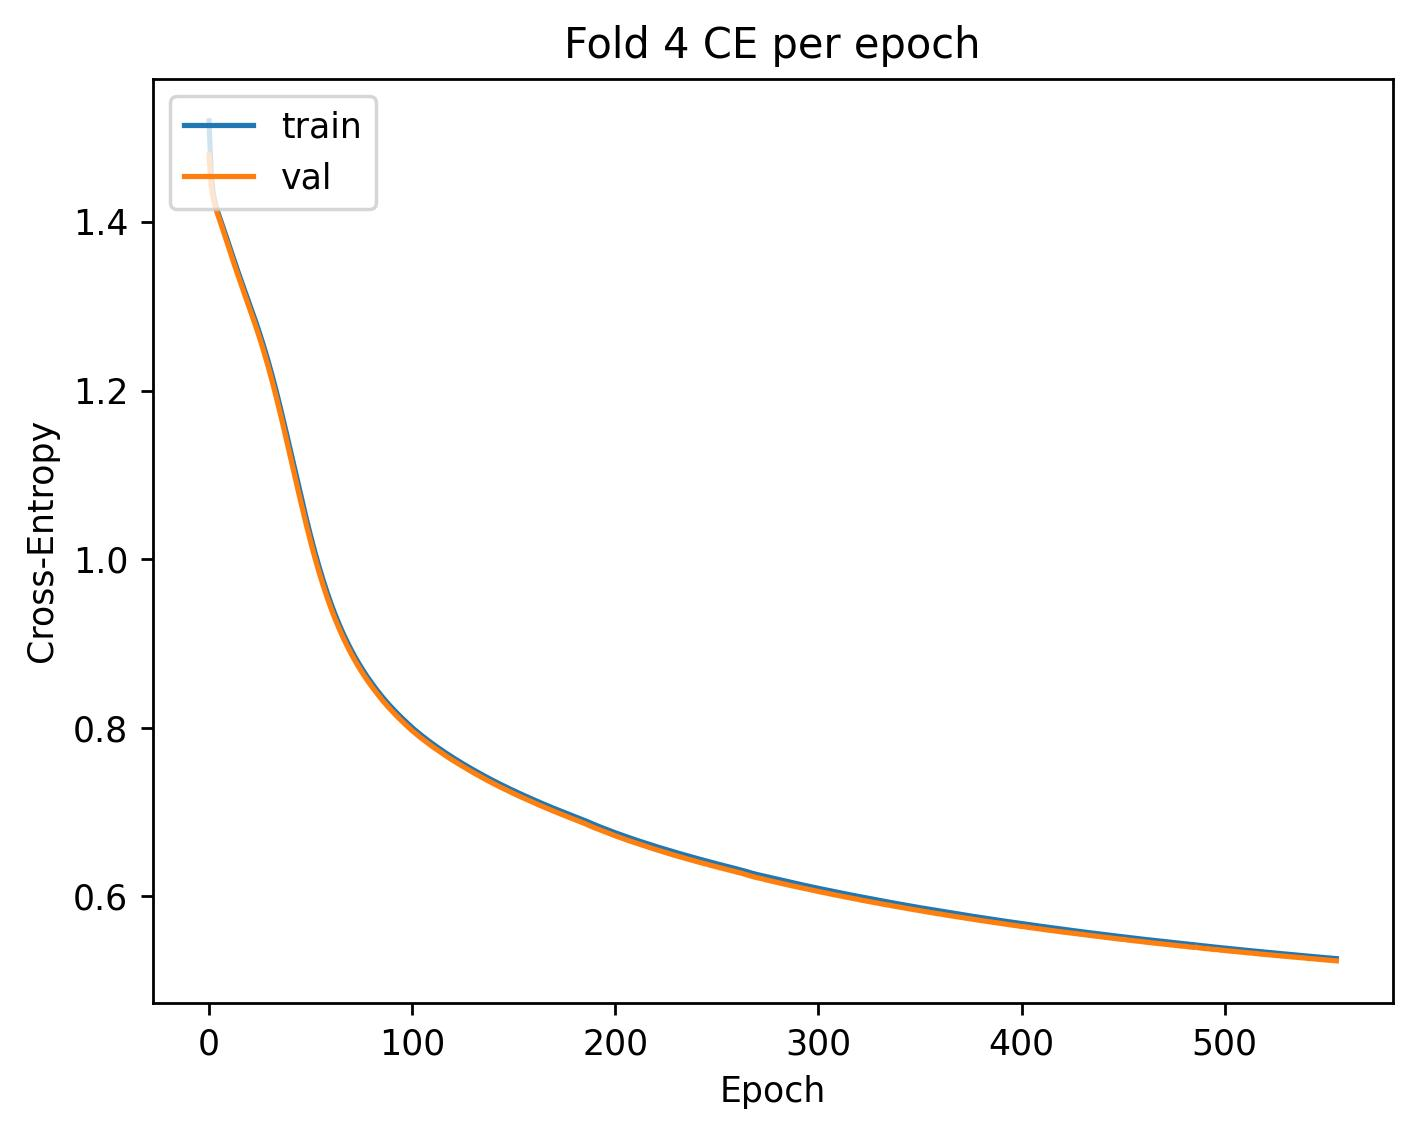 Fold 4 CE per epoch
train
val
1.4
1.2
1.0
0.8
0.6
Cross-Entropy
0 100 200 300 400 500
Epoch